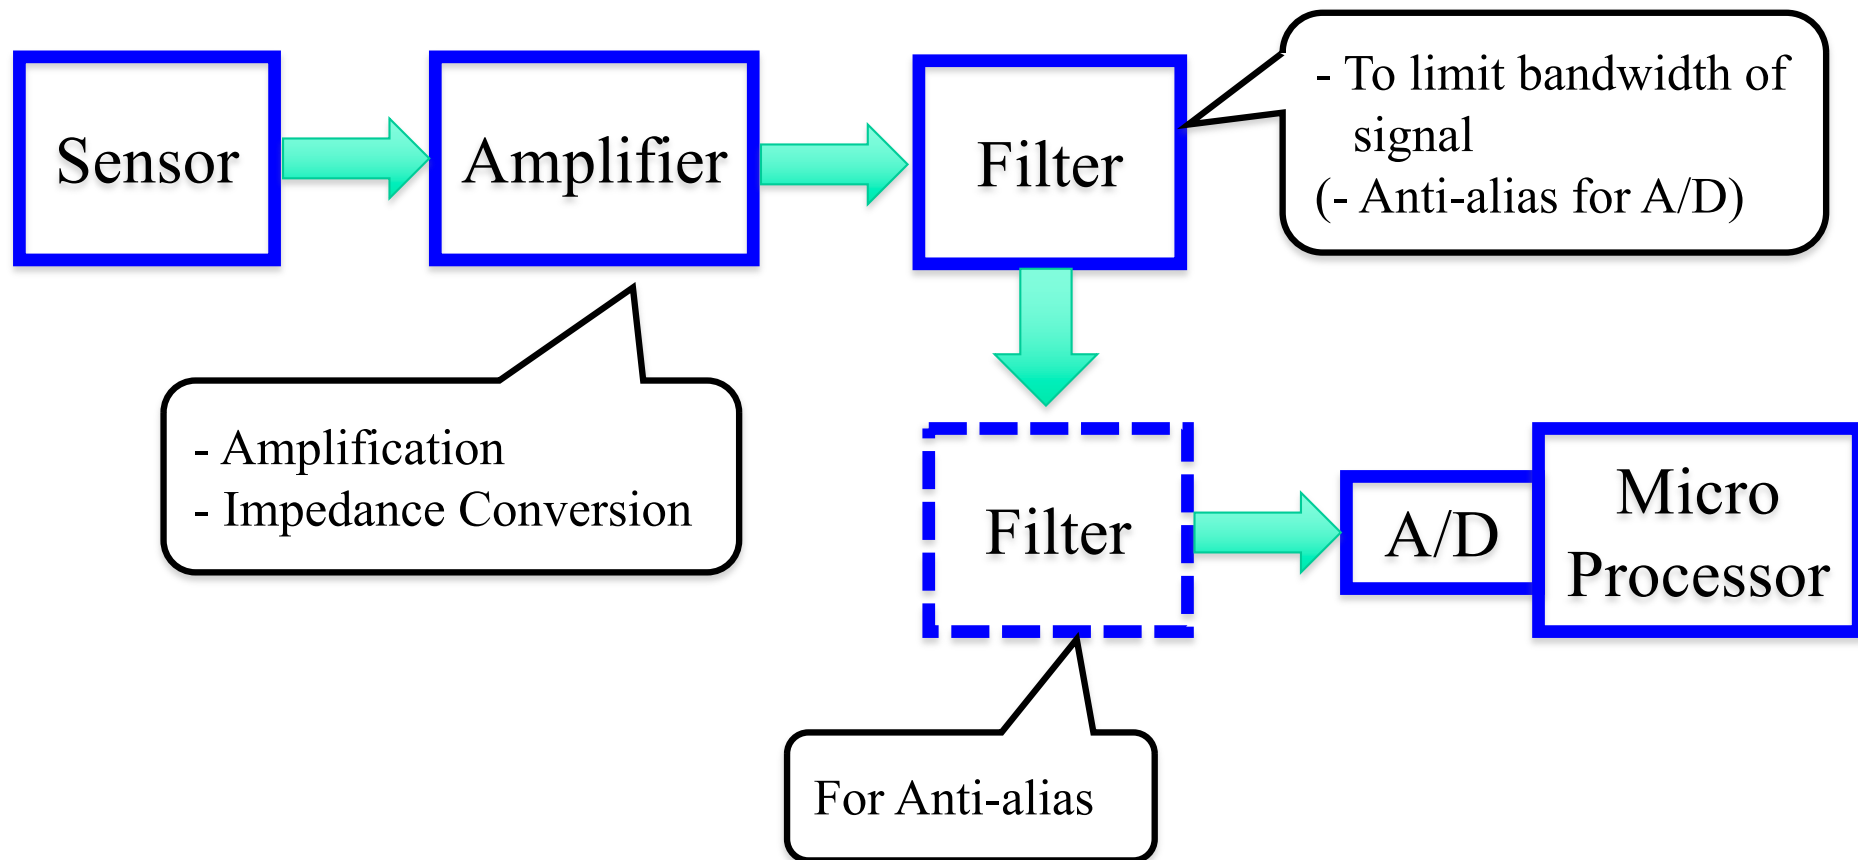 Sensor
Amplifier
Filter
- To limit bandwidth of
signal
(- Anti-alias for A/D)
- Amplification
- Impedance Conversion
Filter
A/D
Micro
Processor
For Anti-alias